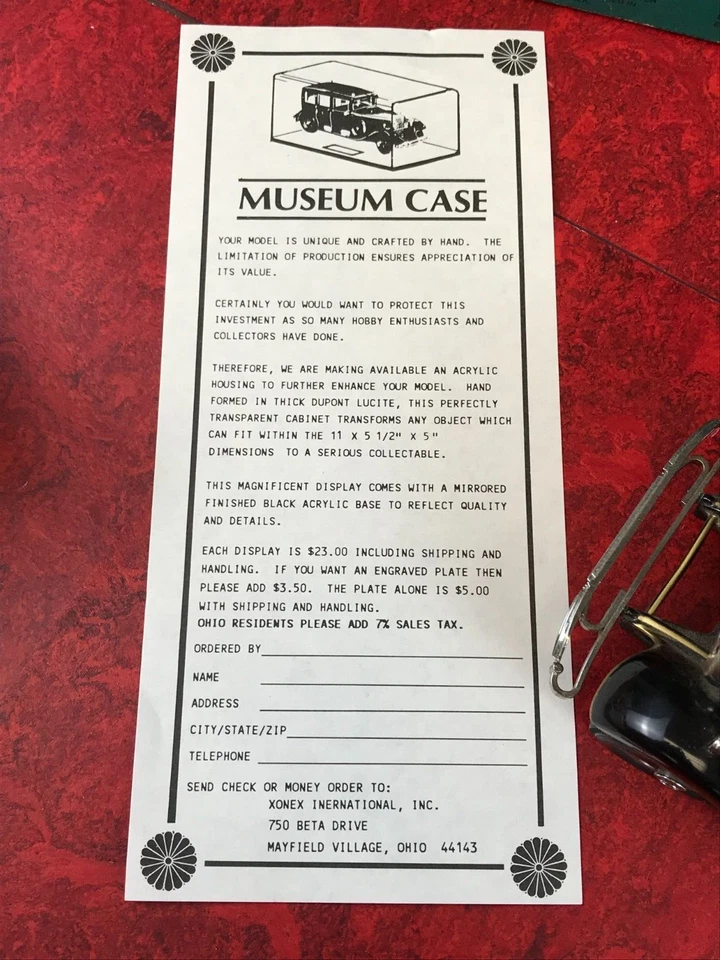 MUSEUM CASE
YOUR MODEL IS UNIQUE AND CRAFTED BY HAND. THE
LIMITATION OF PRODUCTION ENSURES APPRECIATION OF
ITS VALUE.
CERTAINLY YOU WOULD WANT TO PROTECT THIS
INVESTMENT AS SO MANY HOBBY ENTHUSIASTS AND
COLLECTORS HAVE DONE.
THEREFORE, WE ARE MAKING AVAILABLE AN ACRYLIC
HOUSING TO FURTHER ENHANCE YOUR MODEL. HAND
FORMED IN THICK DUPONT LUCITE, THIS PERFECTLY
TRANSPARENT CABINET TRANSFORMS ANY OBJECT WHICH
CAN FIT WITHIN THE 11 X 5 1/2" X 5"
DIMENSIONS TO A SERIOUS COLLECTABLE.
THIS MAGNIFICENT DISPLAY COMES WITH A MIRRORED
FINISHED BLACK ACRYLIC BASE TO REFLECT QUALITY
AND DETAILS.
EACH DISPLAY IS $23.00 INCLUDING SHIPPING AND
HANDLING. IF YOU WANT AN ENGRAVED PLATE THEN
PLEASE ADD $3.50. THE PLATE ALONE IS $5.00
WITH SHIPPING AND HANDLING.
OHIO RESIDENTS PLEASE ADD 7% SALES TAX.
ORDERED BY
NAME
ADDRESS
CITY/STATE/ZIP
TELEPHONE
SEND CHECK OR MONEY ORDER TO:
XONEX INERNATIONAL, INC.
750 BETA DRIVE
MAYFIELD VILLAGE, OHIO 44143